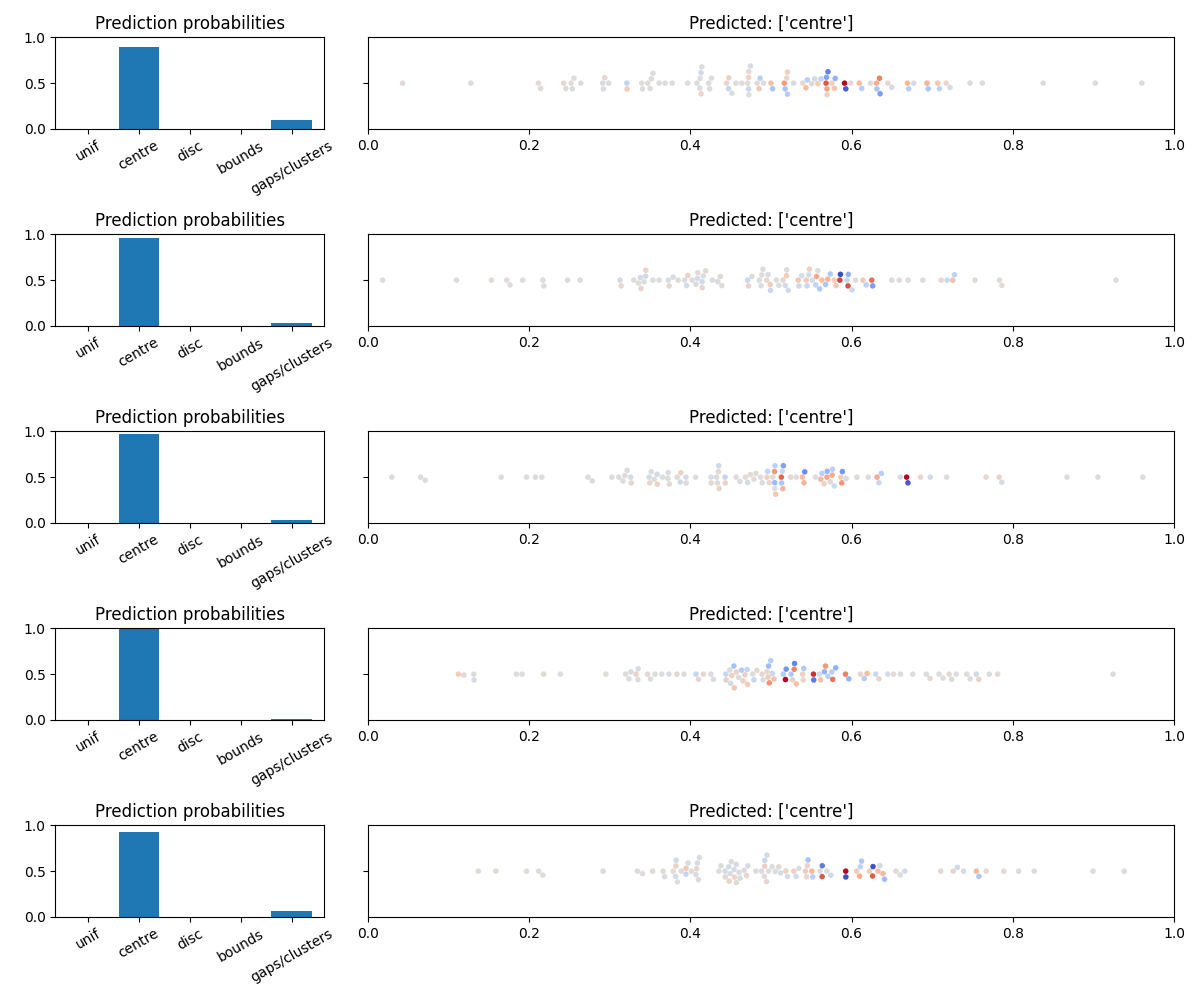 Prediction probabilities
Predicted: ['centre']
1.0
0.5
0.0
unif
centre
disc
bounds
gaps/clusters
0.0 0.2 0.4 0.6 0.8 1.0
Prediction probabilities
Predicted: ['centre']
1.0
0.5
0.0
unif
centre
disc
bounds
gaps/clusters
0.0 0.2 0.4 0.6 0.8 1.0
Prediction probabilities
Predicted: ['centre']
1.0
0.5
0.0
unif
centre
disc
bounds
gaps/clusters
0.0 0.2 0.4 0.6 0.8 1.0
Prediction probabilities
Predicted: ['centre']
1.0
0.5
0.0
unif
centre
disc
bounds
gaps/clusters
0.0 0.2 0.4 0.6 0.8 1.0
Prediction probabilities
Predicted: ['centre']
1.0
0.5
0.0
unif
centre
disc
bounds
gaps/clusters
0.0 0.2 0.4 0.6 0.8 1.0